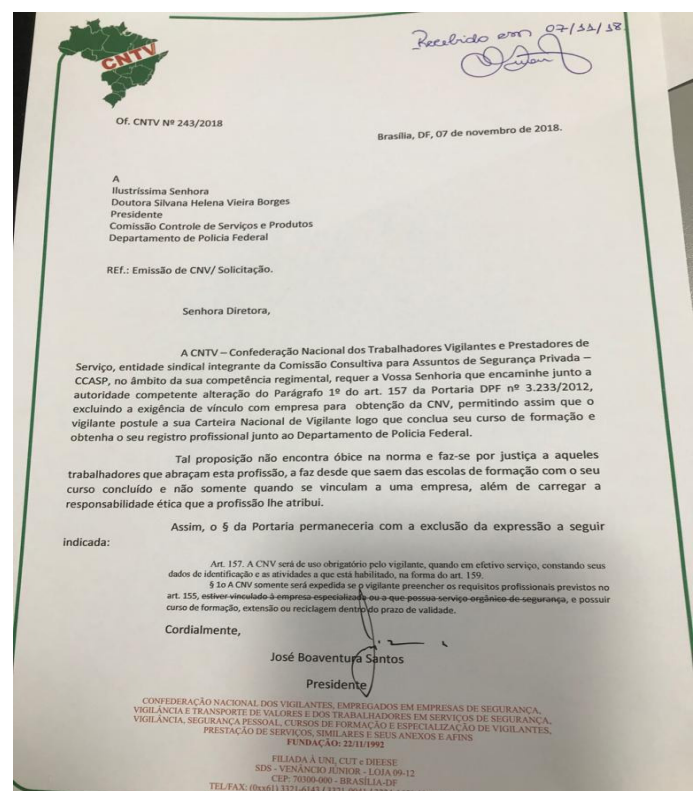 Recebido em 07/11/18
CNTV
Of. CNTV Nº 243/2018
Brasília, DF, 07 de novembro de 2018.
A
Ilustríssima Senhora
Doutora Silvana Helena Vieira Borges
Presidente
Comissão Controle de Serviços e Produtos
Departamento de Policia Federal
REf.: Emissão de CNV/ Solicitação.
Senhora Diretora,
A CNTV – Confederação Nacional dos Trabalhadores Vigilantes e Prestadores de
Serviço, entidade sindical integrante da Comissão Consultiva para Assuntos de Segurança Privada –
CCASP, no âmbito da sua competência regimental, requer a Vossa Senhoria que encaminhe junto a
autoridade competente alteração do Parágrafo 1º do art. 157 da Portaria DPF nº 3.233/2012,
excluindo a exigência de vínculo com empresa para obtenção da CNV, permitindo assim que o
vigilante postule a sua Carteira Nacional de Vigilante logo que conclua seu curso de formação e
obtenha o seu registro profissional junto ao Departamento de Policia Federal.
Tal proposição não encontra óbice na norma e faz-se por justiça a aqueles
trabalhadores que abraçam esta profissão, a faz desde que saem das escolas de formação com o seu
curso concluído e não somente quando se vinculam a uma empresa, além de carregar a
responsabilidade ética que a profissão lhe atribui.
Assim, o § da Portaria permaneceria com a exclusão da expressão a seguir
indicada:
Art. 157. A CNV será de uso obrigatório pelo vigilante, quando em efetivo serviço, constando seus
dados de identificação e as atividades a que está habilitado, na forma do art. 159.
§ 1o A CNV somente será expedida se o vigilante preencher os requisitos profissionais previstos no
art. 155, estiver vinculado à empresa especializada ou a que possua serviço orgânico de segurança, e possuir
curso de formação, extensão ou reciclagem dentro do prazo de validade.
Cordialmente,
José Boaventura Santos
Presidente
CONFEDERAÇÃO NACIONAL DOS VIGILANTES, EMPREGADOS EM EMPRESAS DE SEGURANÇA,
VIGILÂNCIA E TRANSPORTE DE VALORES E DOS TRABALHADORES EM SERVIÇOS DE SEGURANÇA,
VIGILÂNCIA, SEGURANÇA PESSOAL, CURSOS DE FORMAÇÃO E ESPECIALIZAÇÃO DE VIGILANTES,
PRESTAÇÃO DE SERVIÇOS, SIMILARES E SEUS ANEXOS E AFINS
FUNDAÇÃO: 22/11/1992
FILIADA À UNI, CUT e DIEESE
SDS - VENÂNCIO JÚNIOR - LOJA 09-12
CEP: 70300-000 - BRASÍLIA-DF
TEL/FAX: (0xx61) 3321-6143